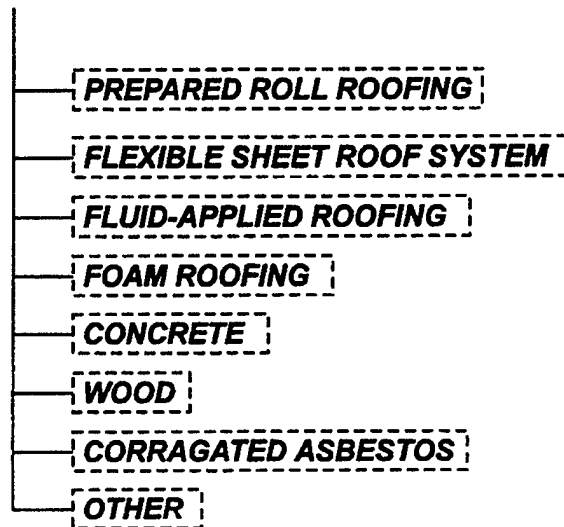 PREPARED ROLL ROOFING
FLEXIBLE SHEET ROOF SYSTEM
FLUID-APPLIED ROOFING
FOAM ROOFING
CONCRETE
WOOD
CORRAGATED ASBESTOS
OTHER